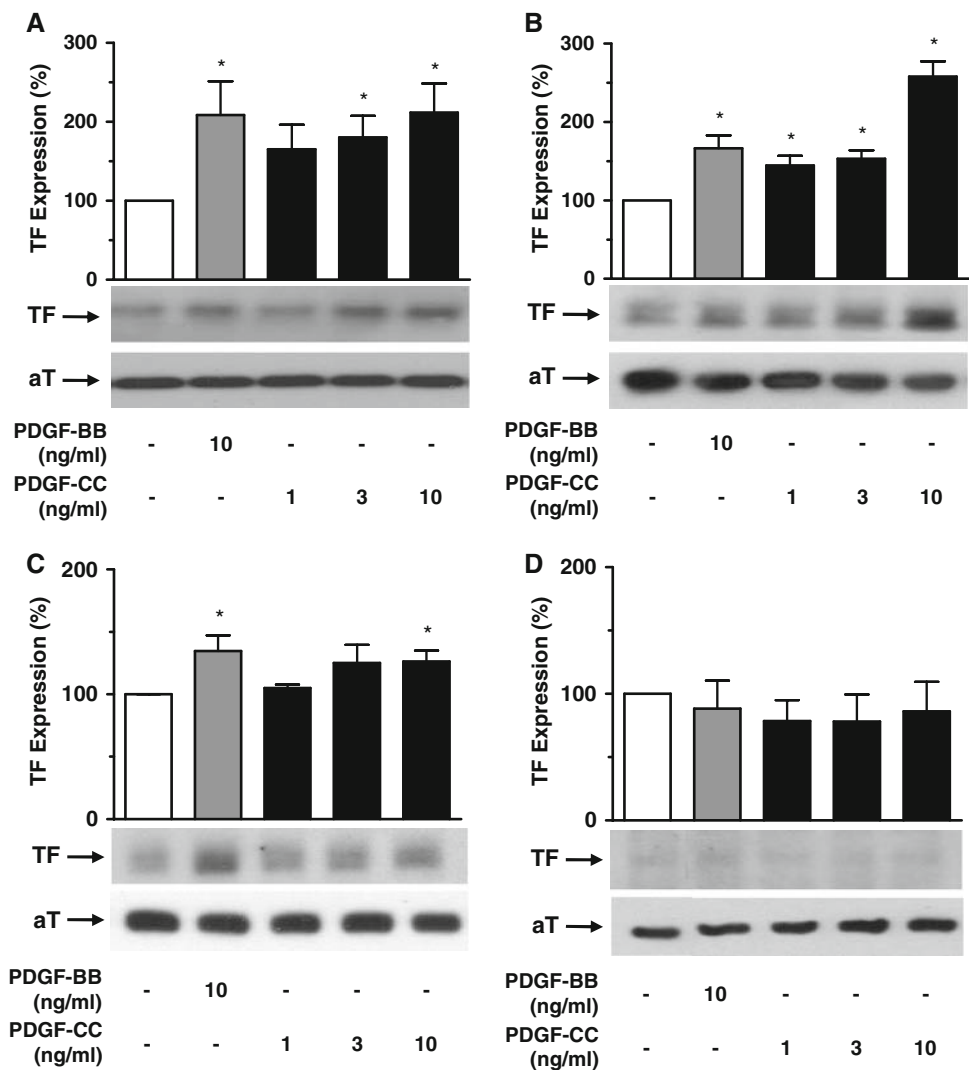 A
TF Expression (%)
300
200
100
0
* * *
TF
aT
PDGF-BB (ng/ml) - 10 - - -
PDGF-CC (ng/ml) - - 1 3 10
B
TF Expression (%)
300
200
100
0
* * * *
TF
aT
PDGF-BB (ng/ml) - 10 - - -
PDGF-CC (ng/ml) - - 1 3 10
C
TF Expression (%)
200
100
0
* *
TF
aT
PDGF-BB (ng/ml) - 10 - - -
PDGF-CC (ng/ml) - - 1 3 10
D
TF Expression (%)
200
100
0
TF
aT
PDGF-BB (ng/ml) - 10 - - -
PDGF-CC (ng/ml) - - 1 3 10